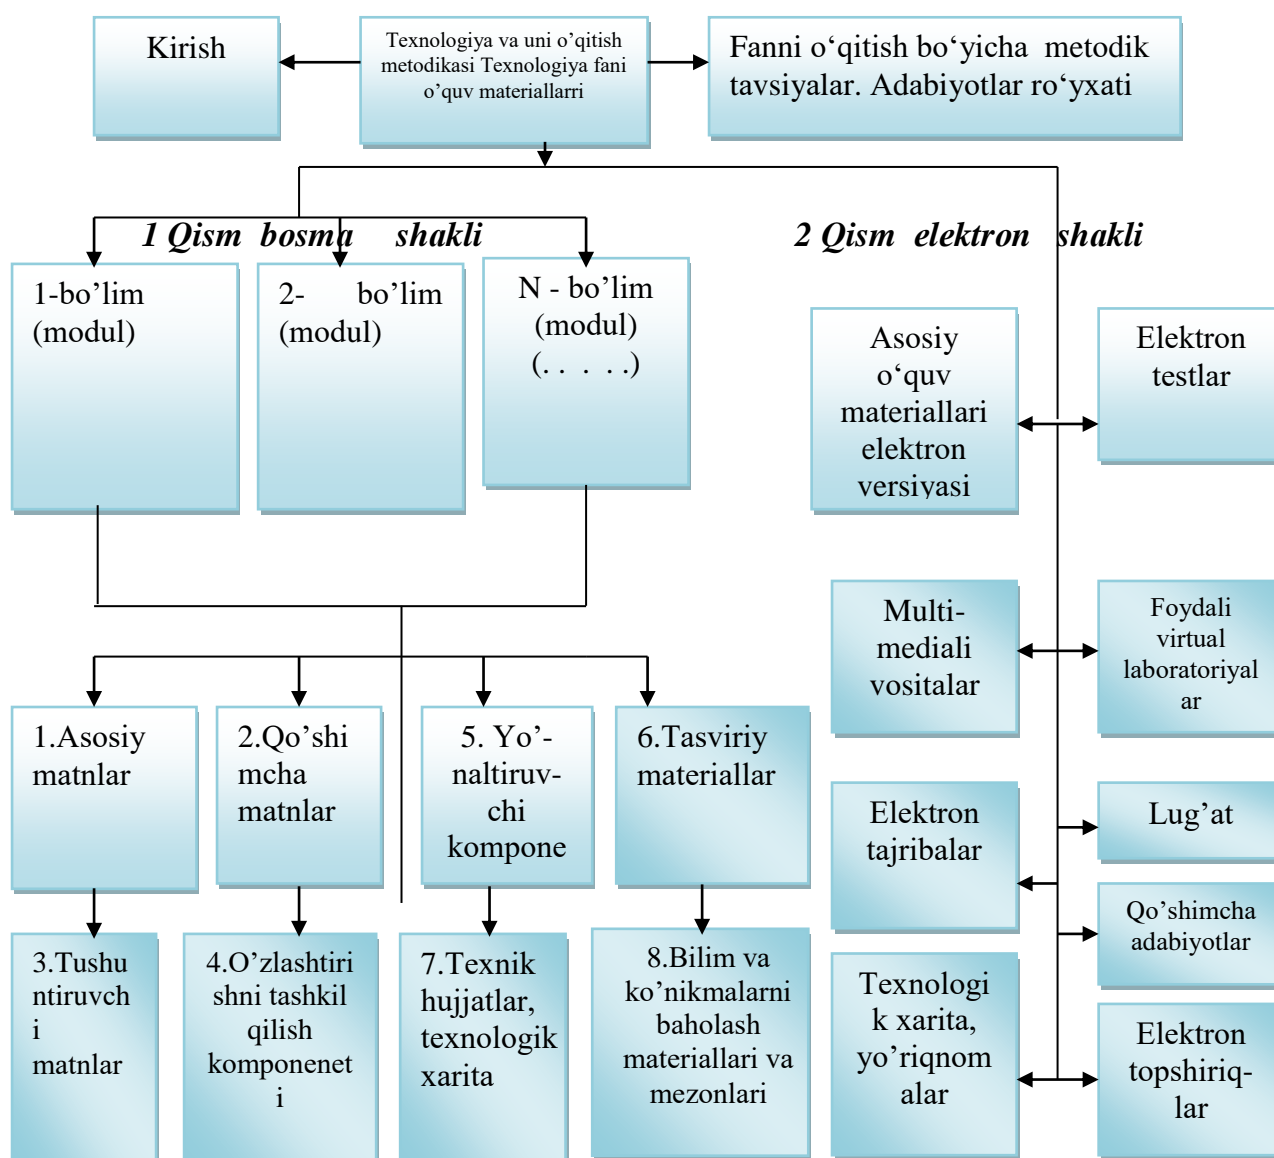 Kirish
Texnologiya va uni o’qitish
metodikasi Texnologiya fani
o’quv materiallarri
Fanni o‘qitish bo‘yicha metodik
tavsiyalar. Adabiyotlar ro‘yxati
1 Qism bosma shakli
2 Qism elektron shakli
1-bo’lim
(modul)
2- bo’lim
(modul)
N - bo’lim
(modul)
(. . . . .)
Asosiy
o‘quv
materiallari
elektron
versiyasi
Elektron
testlar
Multi-
mediali
vositalar
Foydali
virtual
laboratoriyal
ar
1.Asosiy
matnlar
2.Qo’shi
mcha
matnlar
5. Yo’-
naltiruv-
chi
kompone
6.Tasviriy
materiallar
Elektron
tajribalar
Lug’at
Qo’shimcha
adabiyotlar
3.Tushu
ntiruvch
i
matnlar
4.O’zlashtiri
shni tashkil
qilish
komponenet
i
7.Texnik
hujjatlar,
texnologik
xarita
8.Bilim va
ko’nikmalarni
baholash
materiallari va
mezonlari
Texnologi
k xarita,
yo’riqnom
alar
Elektron
topshiriq-
lar